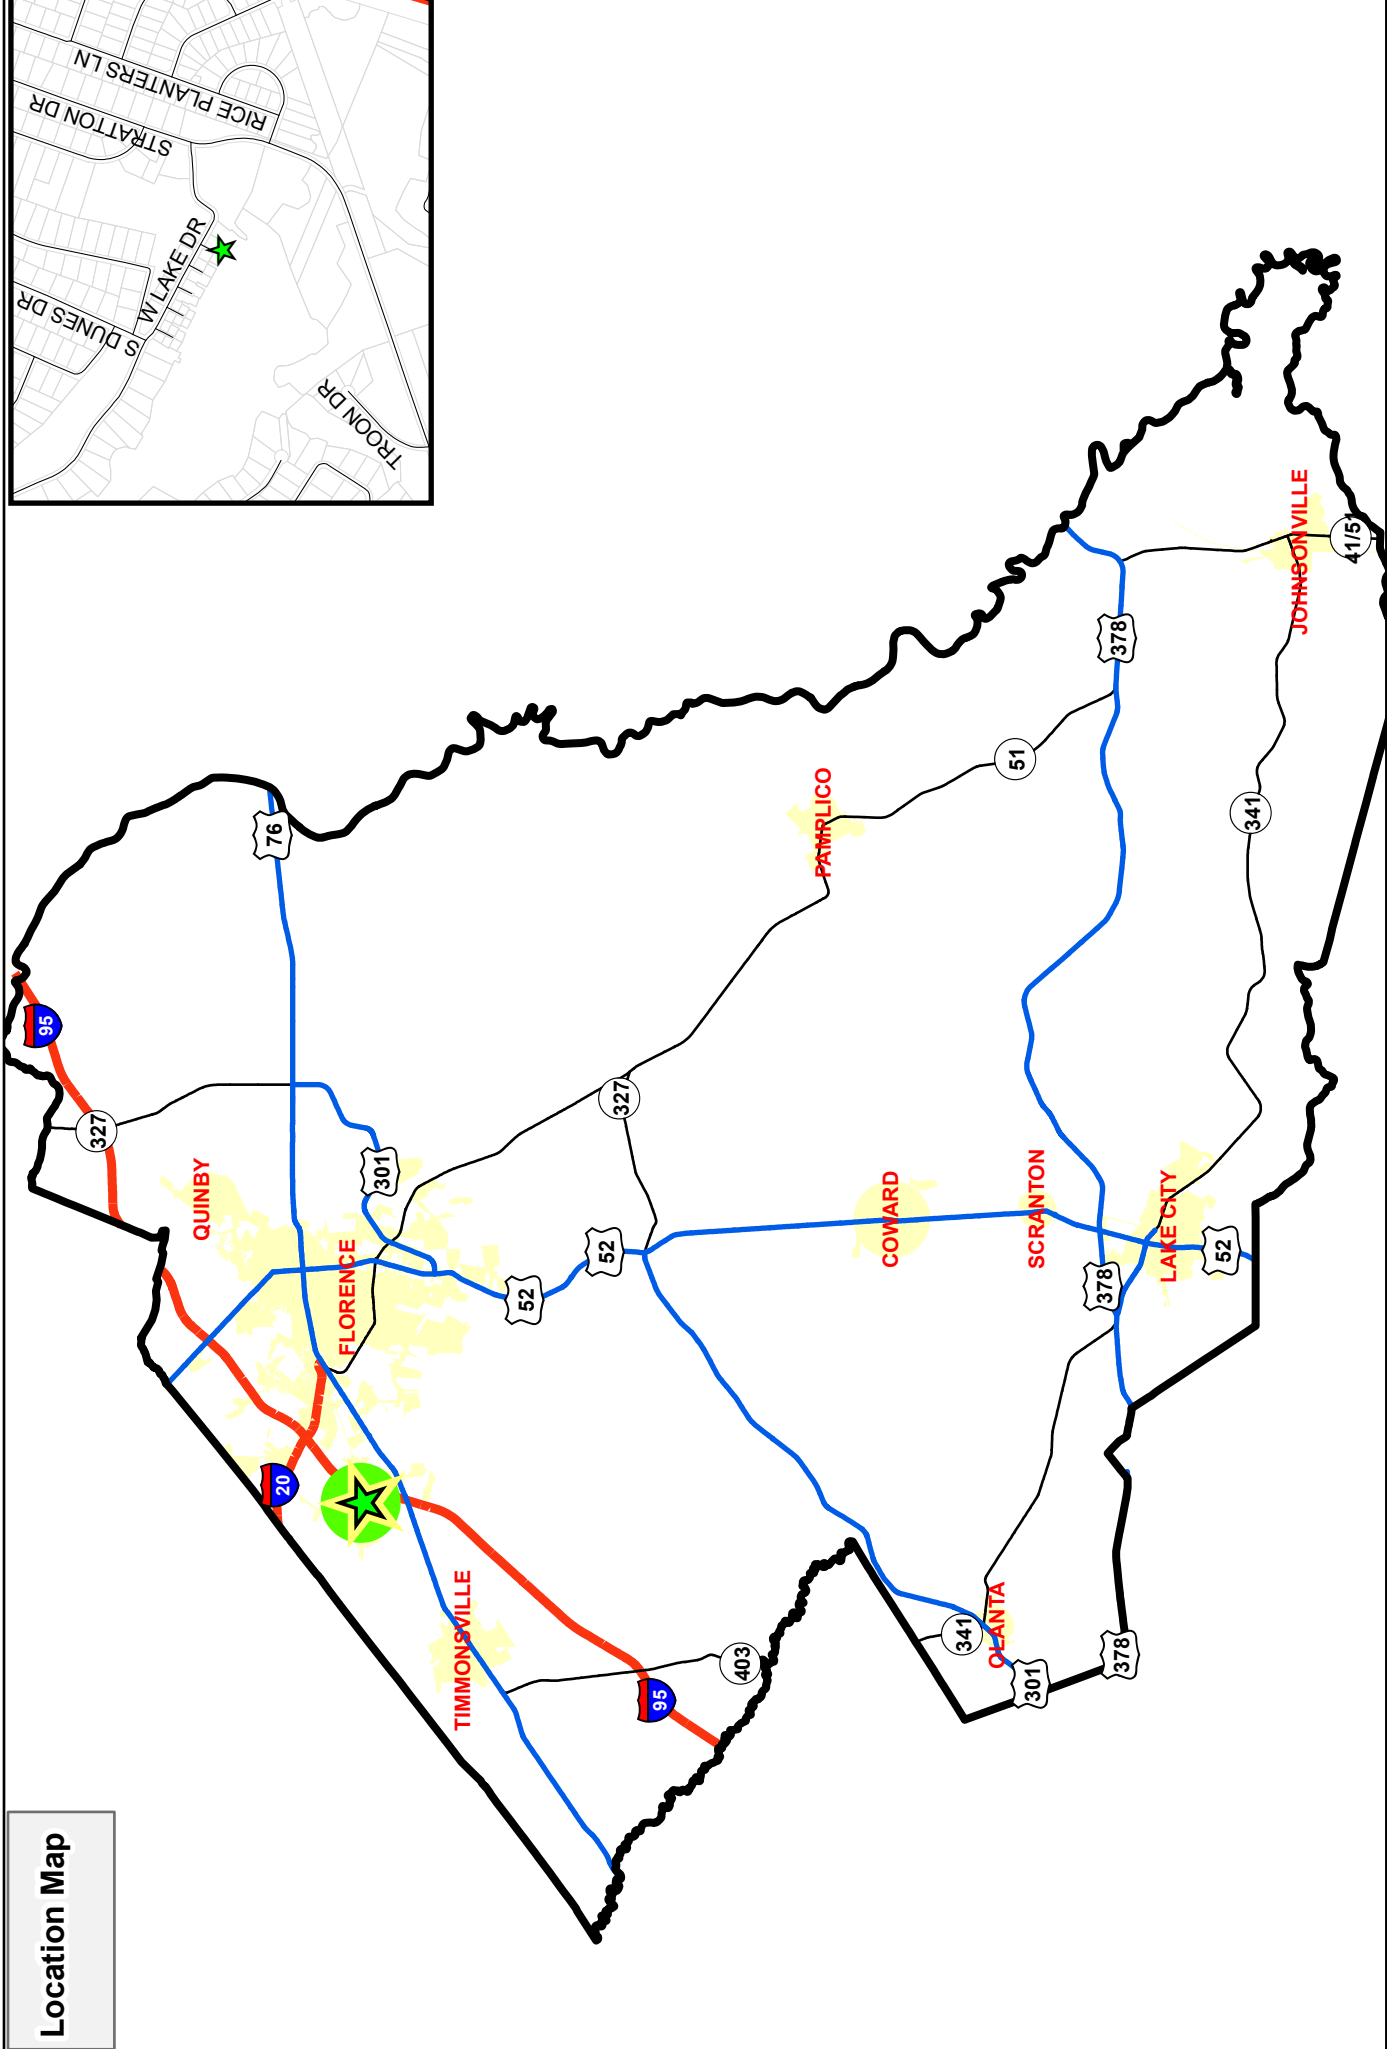 Location Map
RICE PLANTERS LN
STRATTON DR
W LAKE DR
S DUNES DR
TROON DR
95
327
QUINBY
76
301
FLORENCE
20
52
52
327
TIMMONSVILLE
403
95
PAMPLICO
51
COWARD
SCRANTON
LAKE CITY
378
378
52
341
JOHNSONVILLE
41/51
341
OLANTA
301
378